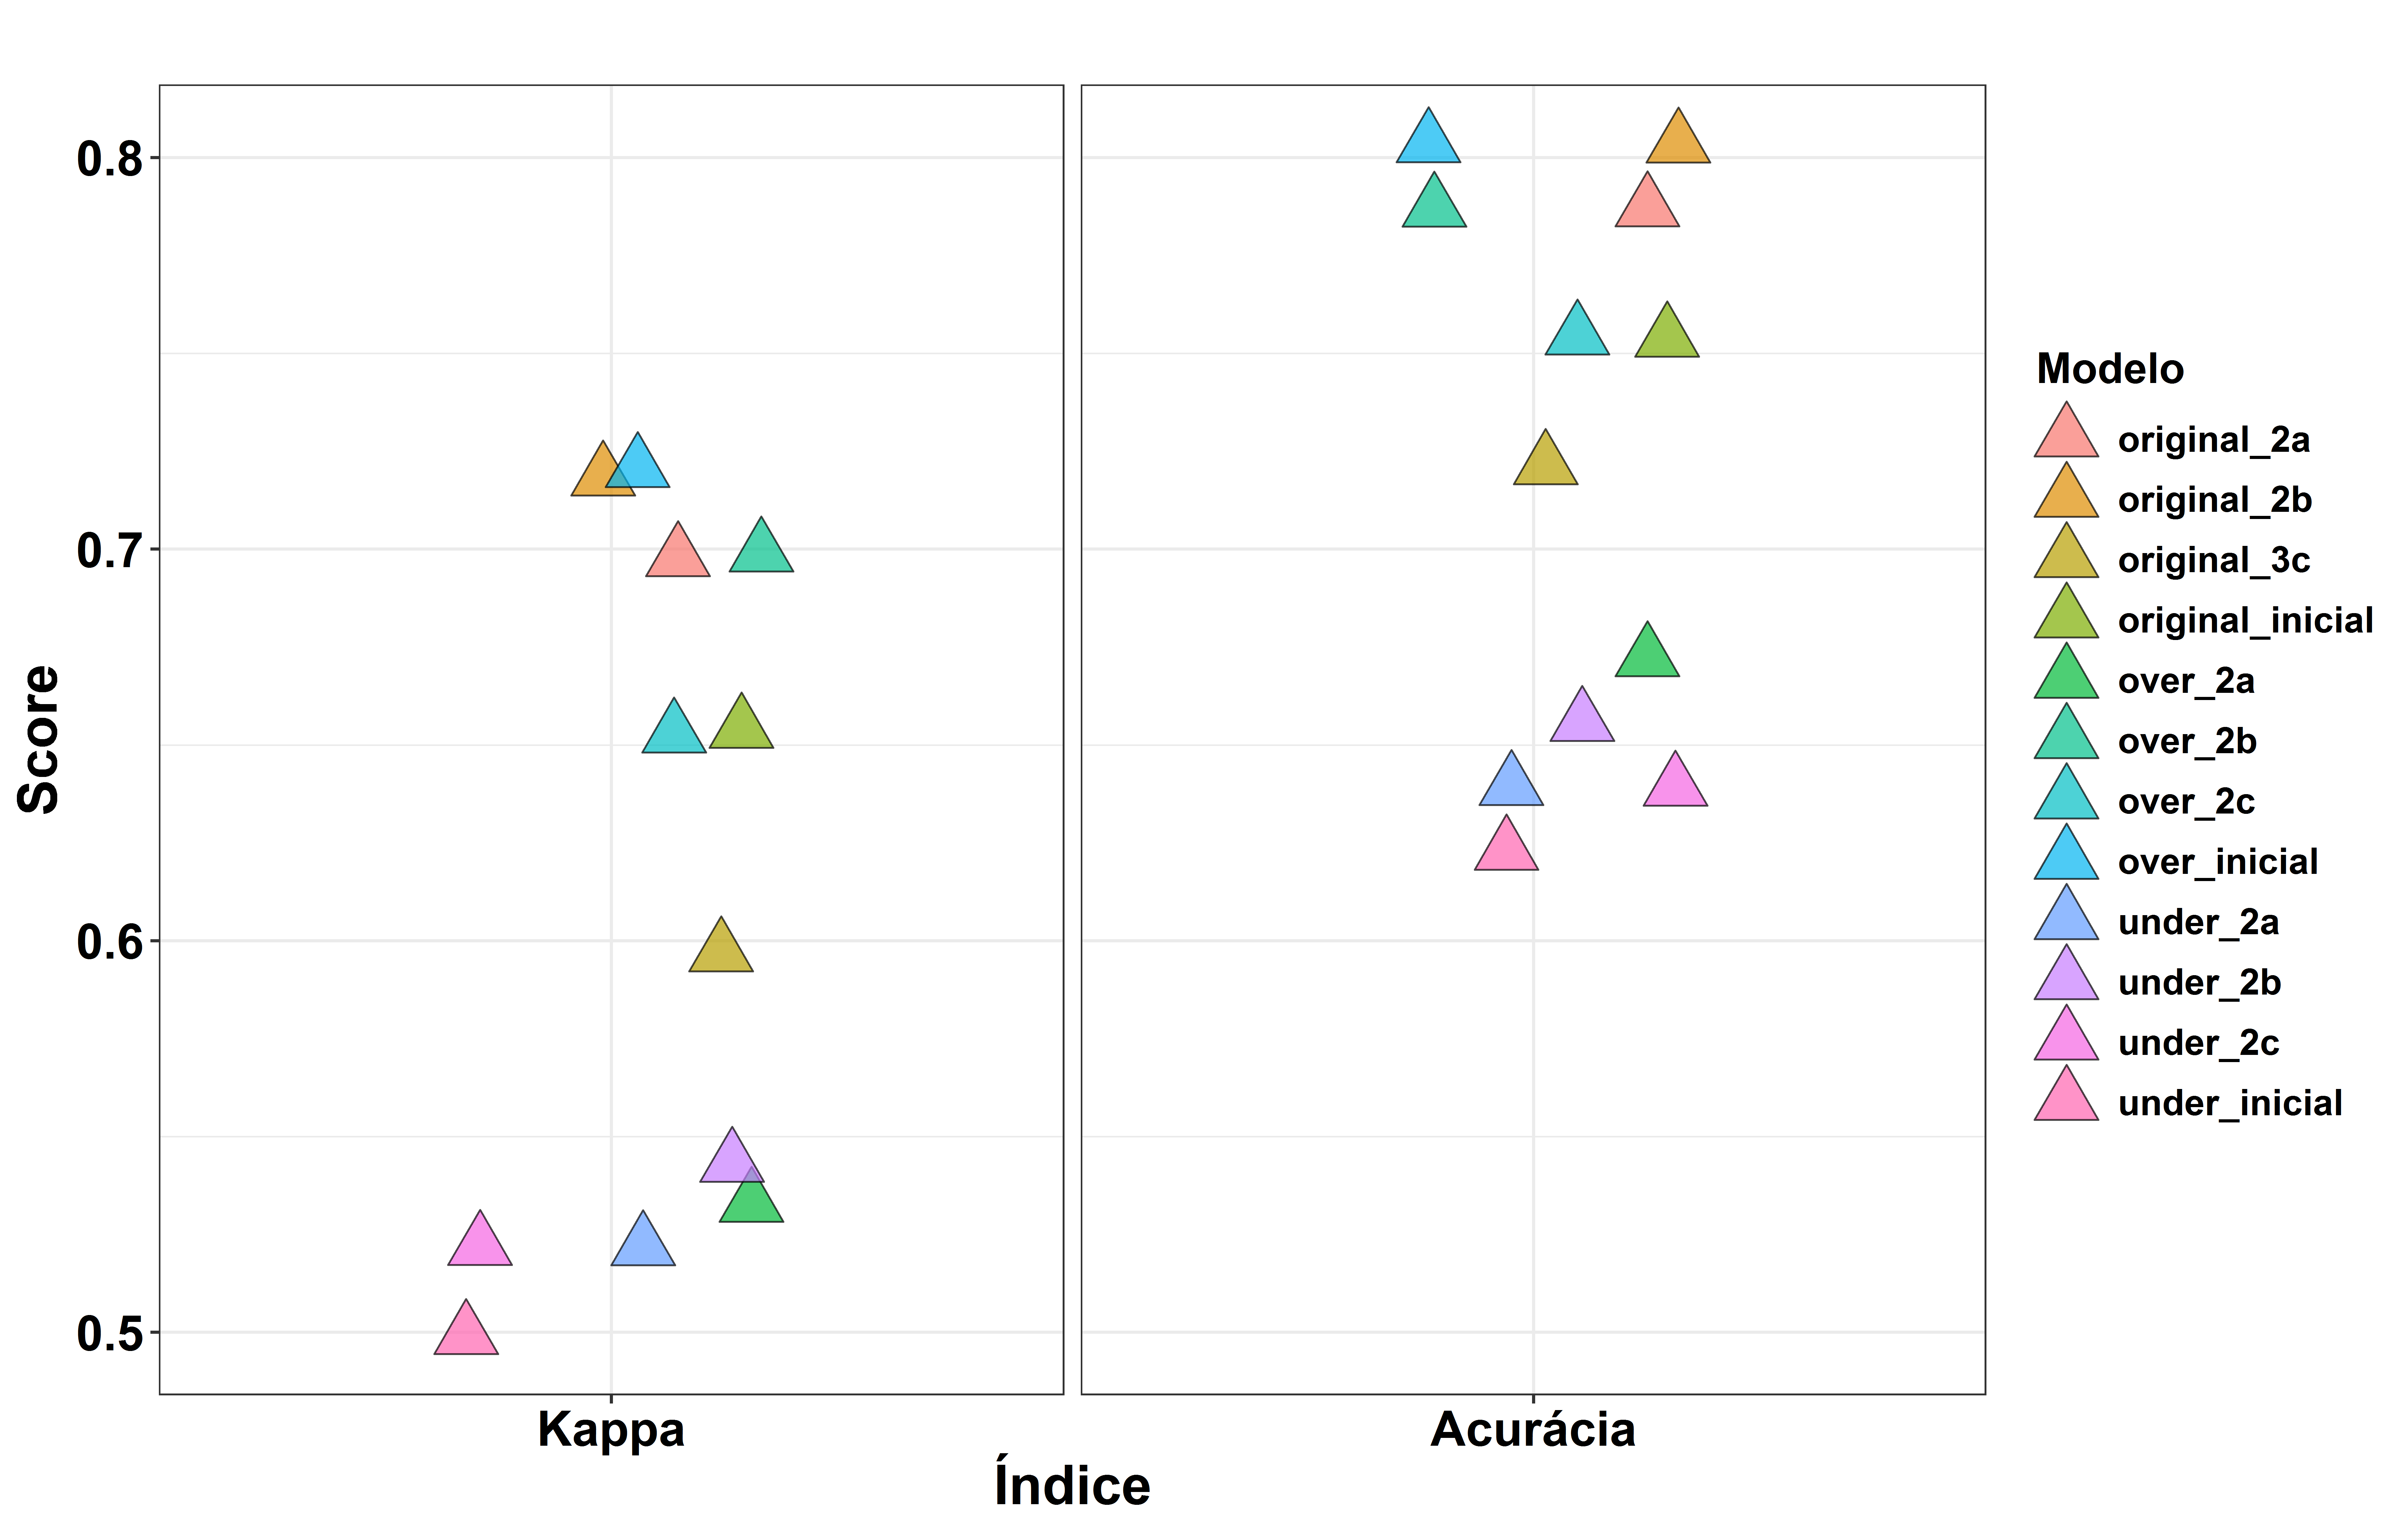 Score
0.8
0.7
0.6
0.5
Kappa
Acurácia
Índice
Modelo
original_2a
original_2b
original_3c
original_inicial
over_2a
over_2b
over_2c
over_inicial
under_2a
under_2b
under_2c
under_inicial